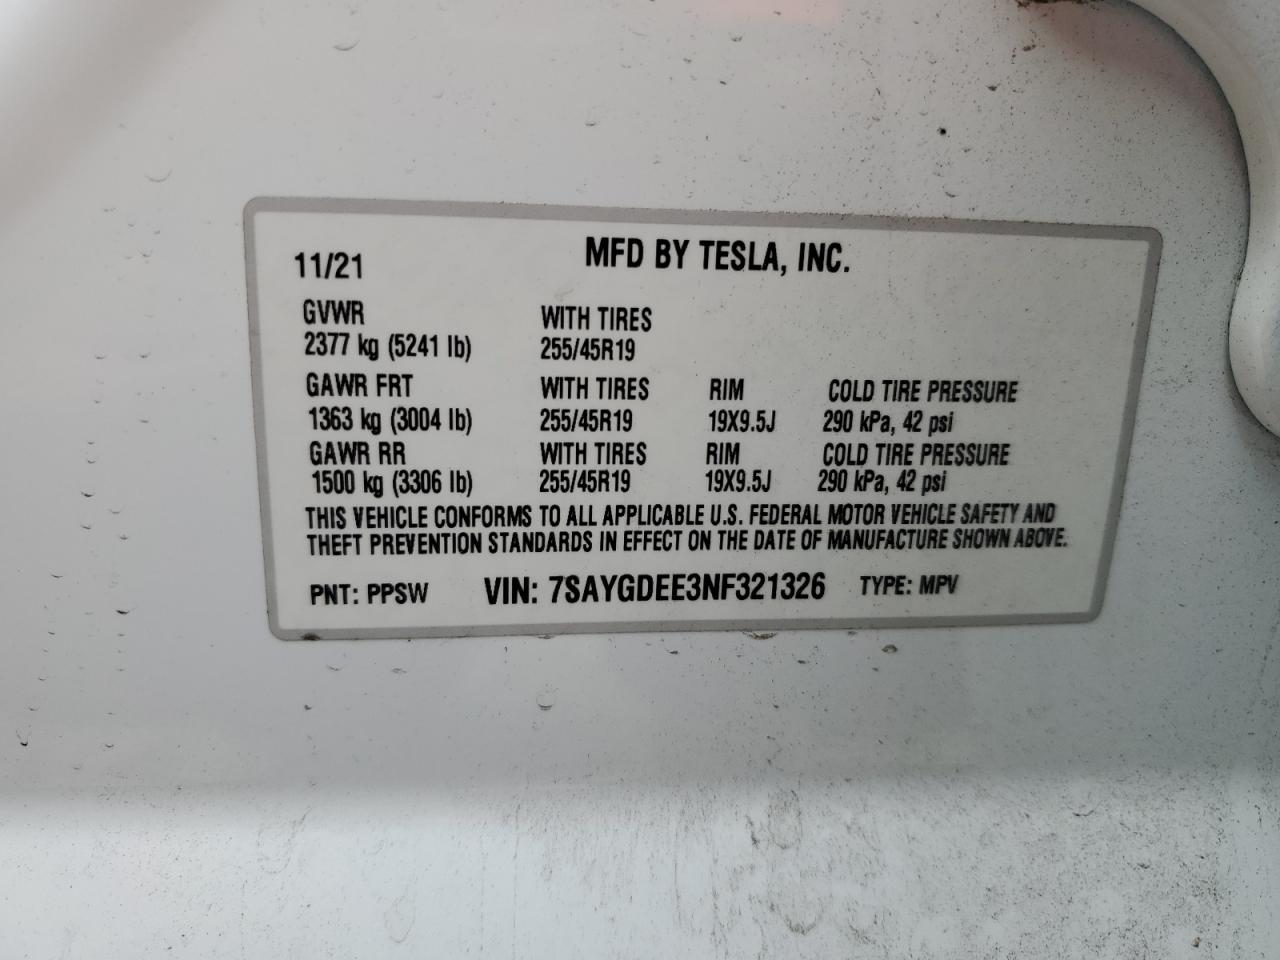 MFD BY TESLA, INC.
11/21
GVWR WITH TIRES
2377 kg (5241 lb) 255/45R19
GAWR FRT WITH TIRES RIM COLD TIRE PRESSURE
1363 kg (3004 lb) 255/45R19 19X9.5J 290 kPa, 42 psi
GAWR RR WITH TIRES RIM COLD TIRE PRESSURE
1500 kg (3306 lb) 255/45R19 19X9.5J 290 kPa, 42 psi
THIS VEHICLE CONFORMS TO ALL APPLICABLE U.S. FEDERAL MOTOR VEHICLE SAFETY AND
THEFT PREVENTION STANDARDS IN EFFECT ON THE DATE OF MANUFACTURE SHOWN ABOVE.
PNT: PPSW VIN: 7SAYGDEE3NF321326 TYPE: MPV